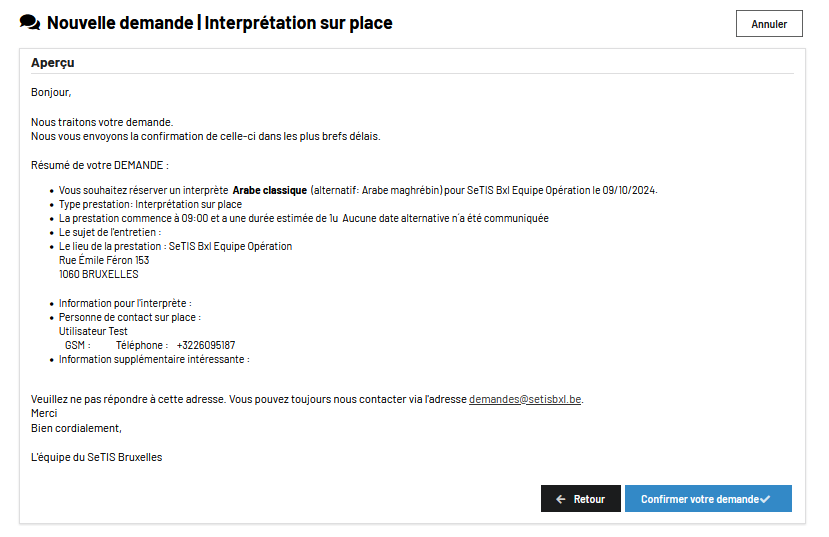 Nouvelle demande | Interprétation sur place
Annuler
Aperçu
Bonjour,
Nous traitons votre demande.
Nous vous envoyons la confirmation de celle-ci dans les plus brefs délais.
Résumé de votre DEMANDE :
• Vous souhaitez réserver un interprète Arabe classique (alternatif: Arabe maghrébin) pour SeTIS Bxl Equipe Opération le 09/10/2024.
• Type prestation: Interprétation sur place
• La prestation commence à 09:00 et a une durée estimée de 1u Aucune date alternative n'a été communiquée
• Le sujet de l'entretien :
• Le lieu de la prestation : SeTIS Bxl Equipe Opération
Rue Émile Féron 153
1060 BRUXELLES
• Information pour l'interprète :
• Personne de contact sur place :
Utilisateur Test
GSM : Téléphone : +3226095187
• Information supplémentaire intéressante :
Veuillez ne pas répondre à cette adresse. Vous pouvez toujours nous contacter via l'adresse demandes@setisbxl.be.
Merci
Bien cordialement,
L'équipe du SeTIS Bruxelles
Retour
Confirmer votre demande